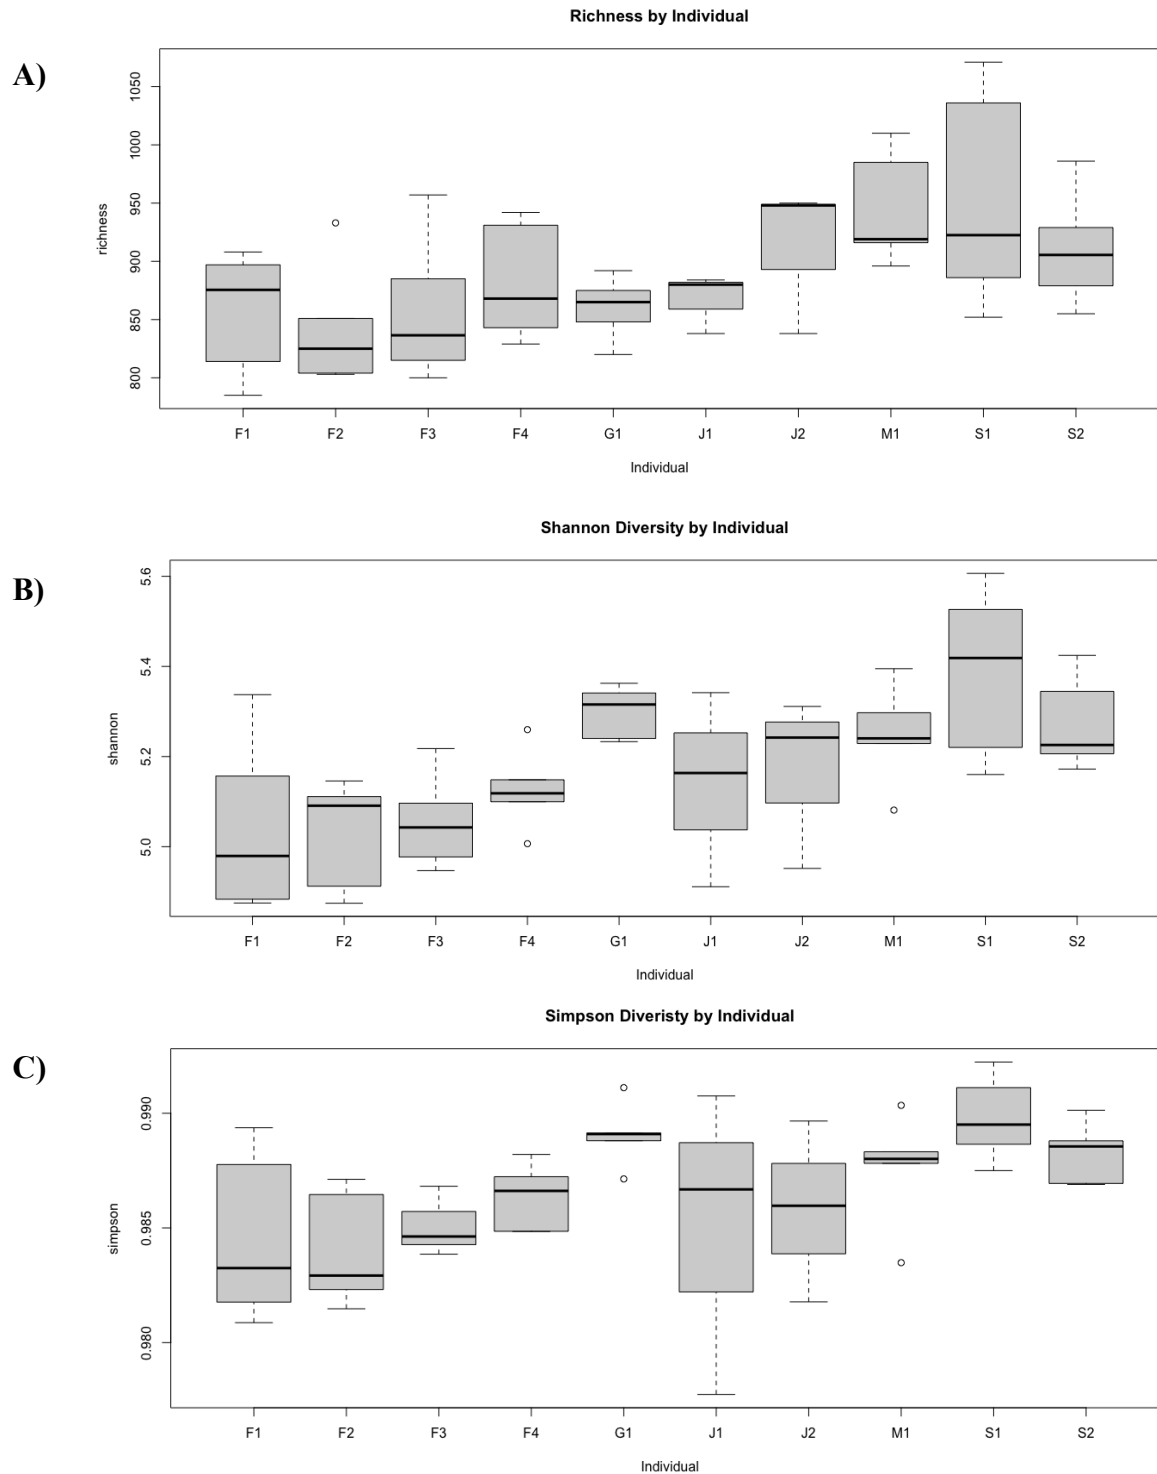 Richness by Individual
A)
1050
1000
950
900
850
800
richness
F1 F2 F3 F4 G1 J1 J2 M1 S1 S2
Individual
Shannon Diversity by Individual
B)
5.6
5.4
5.2
5.0
shannon
F1 F2 F3 F4 G1 J1 J2 M1 S1 S2
Individual
Simpson Diveristy by Individual
C)
0.990
0.985
0.980
simpson
F1 F2 F3 F4 G1 J1 J2 M1 S1 S2
Individual